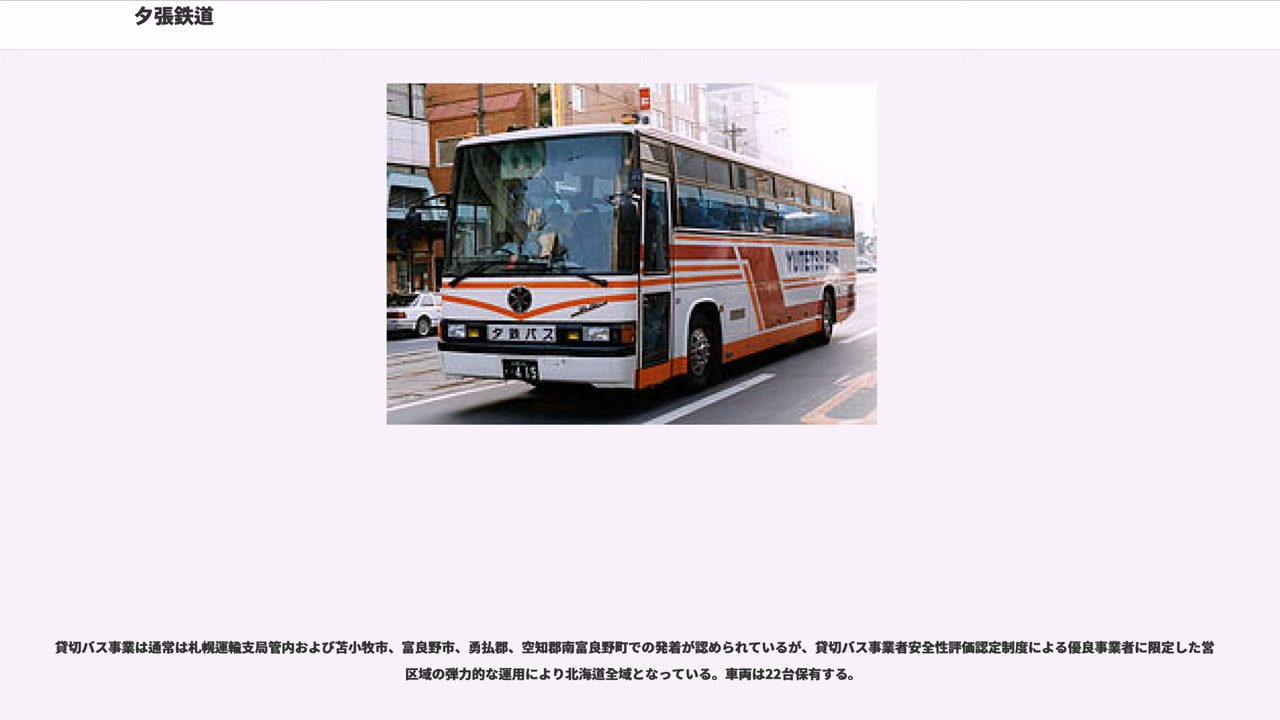 夕張鉄道
YUTETSU BUS
夕鉄バス
415
貸切バス事業は通常は札幌運輸支局管内および苫小牧市、富良野市、勇払郡、空知郡南富良野町での発着が認められているが、貸切バス事業者安全性評価認定制度による優良事業者に限定した営
区域の弾力的な運用により北海道全域となっている。車両は22台保有する。